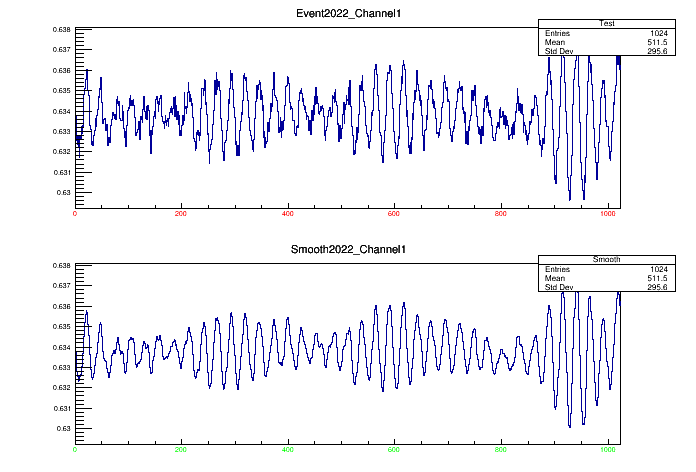 Event2022_Channel1
Test
Entries 1024
Mean 511.5
Std Dev 295.6
0.638
0.637
0.636
0.635
0.634
0.633
0.632
0.631
0.63
0 200 400 600 800 1000
Smooth2022_Channel1
Smooth
Entries 1024
Mean 511.5
Std Dev 295.6
0.638
0.637
0.636
0.635
0.634
0.633
0.632
0.631
0.63
0 200 400 600 800 1000